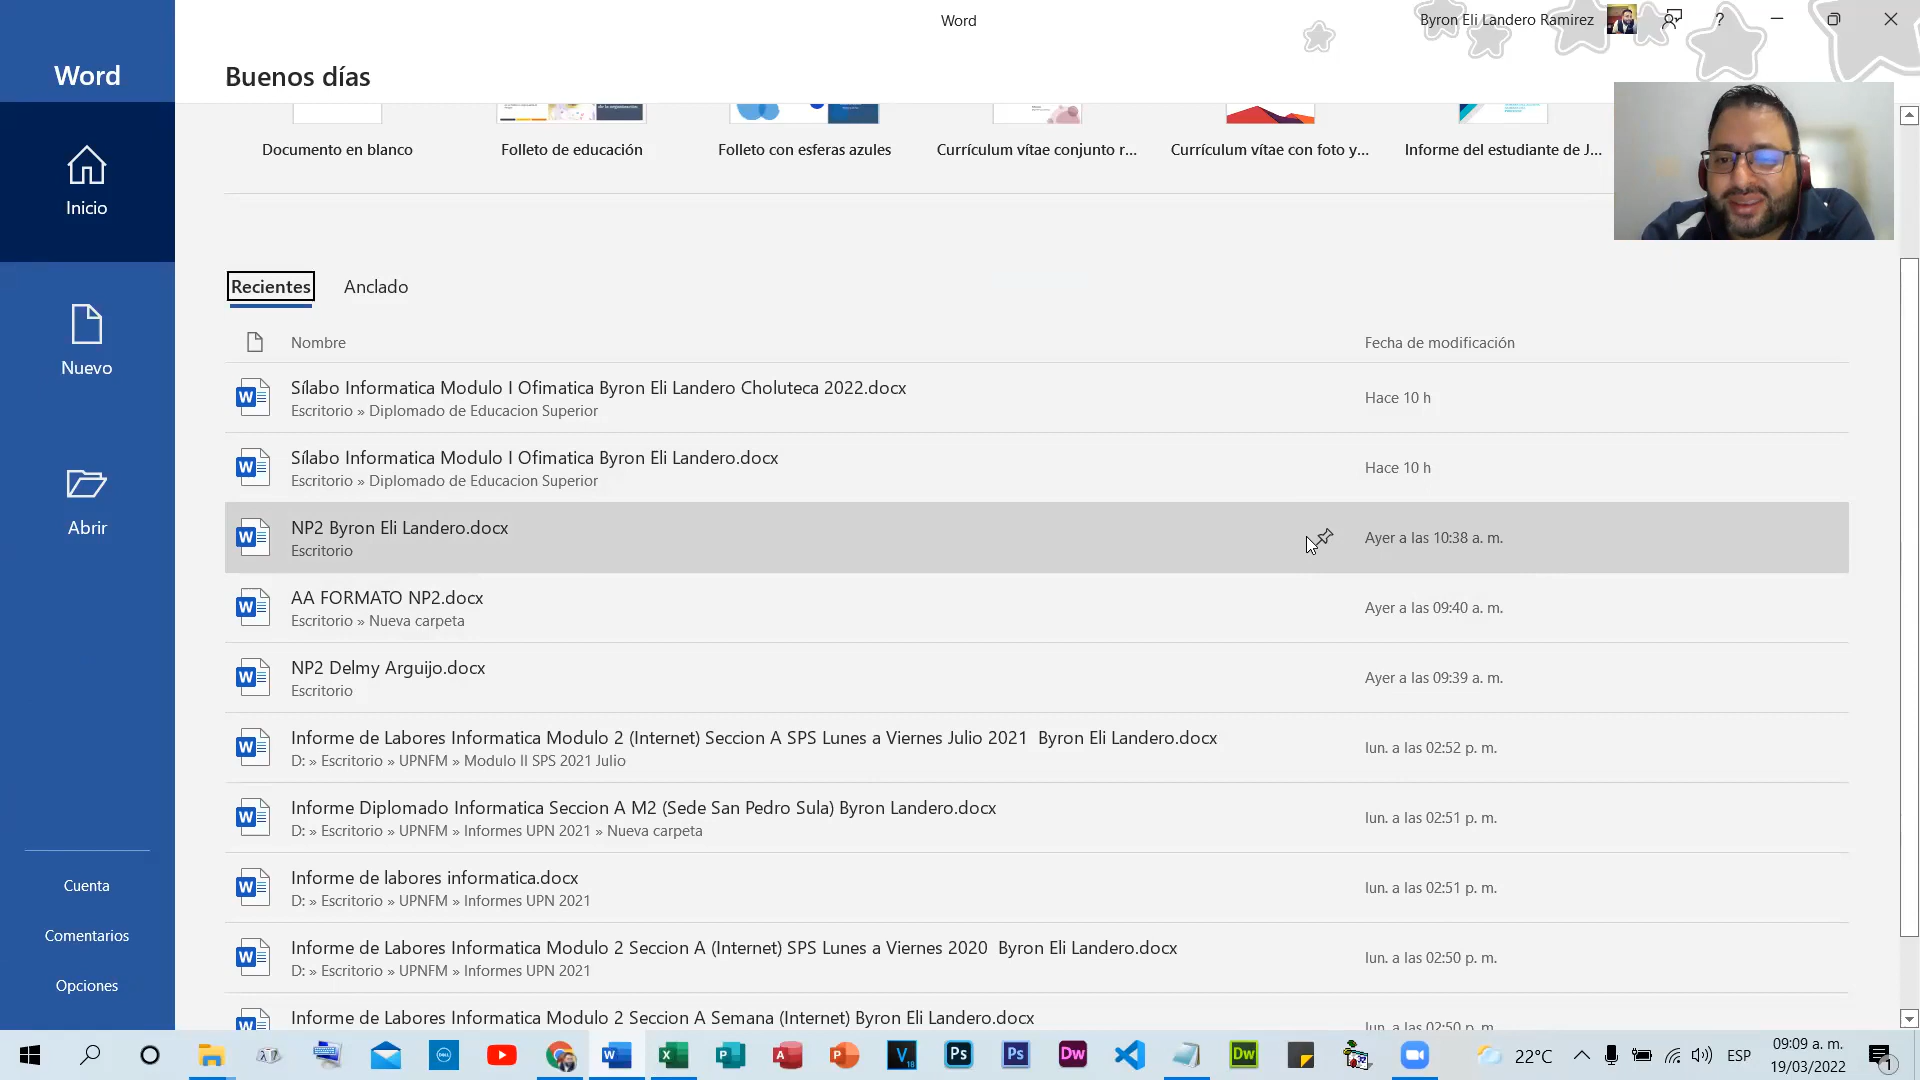 Word
Byron Eli Landero Ramirez
?
Word
Buenos días
de la organización
Documento en blanco
Folleto de educación
Folleto con esferas azules
Currículum vítae conjunto r...
Currículum vítae con foto y...
Informe del estudiante de J...
Inicio
Nuevo
Abrir
Cuenta
Comentarios
Opciones
Recientes
Anclado
Nombre
Fecha de modificación
Sílabo Informatica Modulo I Ofimatica Byron Eli Landero Choluteca 2022.docx
Escritorio » Diplomado de Educacion Superior
Hace 10 h
Sílabo Informatica Modulo I Ofimatica Byron Eli Landero.docx
Escritorio » Diplomado de Educacion Superior
Hace 10 h
NP2 Byron Eli Landero.docx
Escritorio
Ayer a las 10:38 a. m.
AA FORMATO NP2.docx
Escritorio » Nueva carpeta
Ayer a las 09:40 a. m.
NP2 Delmy Arguijo.docx
Escritorio
Ayer a las 09:39 a. m.
Informe de Labores Informatica Modulo 2 (Internet) Seccion A SPS Lunes a Viernes Julio 2021  Byron Eli Landero.docx
D: » Escritorio » UPNFM » Modulo II SPS 2021 Julio
lun. a las 02:52 p. m.
Informe Diplomado Informatica Seccion A M2 (Sede San Pedro Sula) Byron Landero.docx
D: » Escritorio » UPNFM » Informes UPN 2021 » Nueva carpeta
lun. a las 02:51 p. m.
Informe de labores informatica.docx
D: » Escritorio » UPNFM » Informes UPN 2021
lun. a las 02:51 p. m.
Informe de Labores Informatica Modulo 2 Seccion A (Internet) SPS Lunes a Viernes 2020  Byron Eli Landero.docx
D: » Escritorio » UPNFM » Informes UPN 2021
lun. a las 02:50 p. m.
Informe de Labores Informatica Modulo 2 Seccion A Semana (Internet) Byron Eli Landero.docx
lun. a las 02:50 p. m.
22°C
ESP
09:09 a. m.
19/03/2022
1